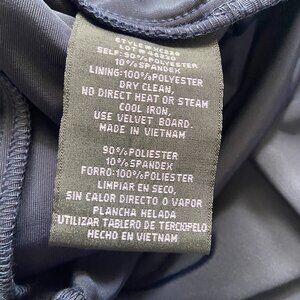 SELF: 90% POLYESTER
10% SPANDEX
LINING: 100% POLYESTER
DRY CLEAN,
NO DIRECT HEAT OR STEAM
COOL IRON,
USE VELVET BOARD.
MADE IN VIETNAM
90% POLIESTER
10% SPANDEX
FORRO: 100% POLIESTER
LIMPIAR EN SECO,
SIN CALOR DIRECTO O VAPOR
PLANCHA HELADA
UTILIZAR TABLERO DE TERCIOPELO
HECHO EN VIETNAM